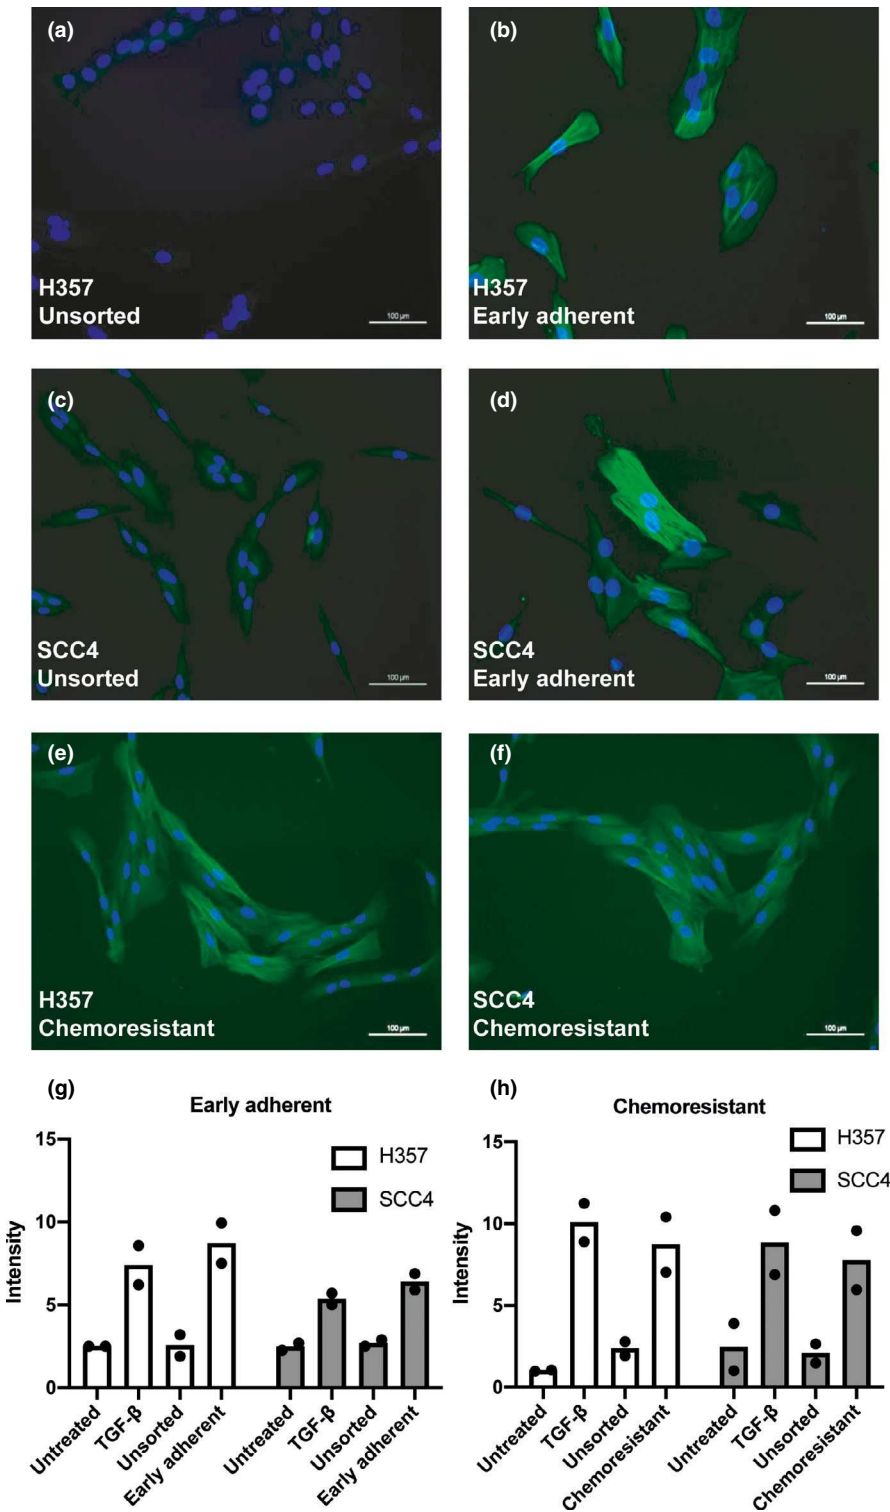 (a)
H357
Unsorted
100 µm
(b)
H357
Early adherent
100 µm
(c)
SCC4
Unsorted
100 µm
(d)
SCC4
Early adherent
100 µm
(e)
H357
Chemoresistant
100 µm
(f)
SCC4
Chemoresistant
100 µm
(g)
Early adherent
H357
SCC4
Intensity
15
10
5
0
Untreated
TGF-β
Unsorted
Early adherent
Untreated
TGF-β
Unsorted
Early adherent
(h)
Chemoresistant
H357
SCC4
Intensity
15
10
5
0
Untreated
TGF-β
Unsorted
Chemoresistant
Untreated
TGF-β
Unsorted
Chemoresistant